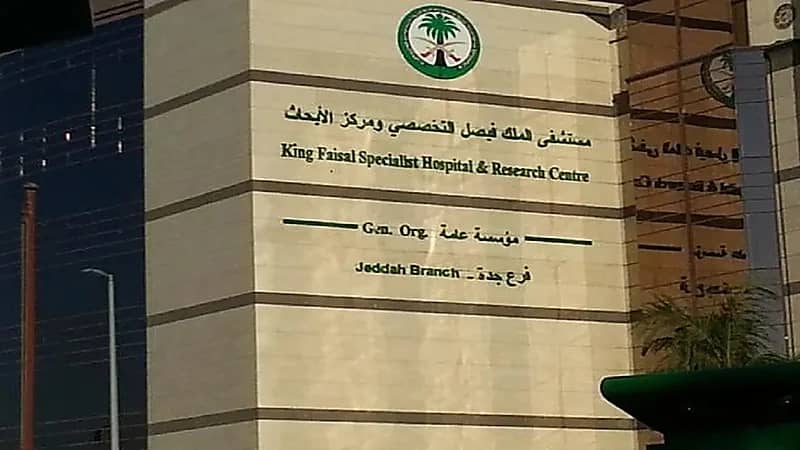 مستشفى الملك فيصل التخصصي ومركز الأبحاث
King Faisal Specialist Hospital & Research Centre
Gen. Org. مؤسسة عامة
Jeddah Branch - فرع جدة